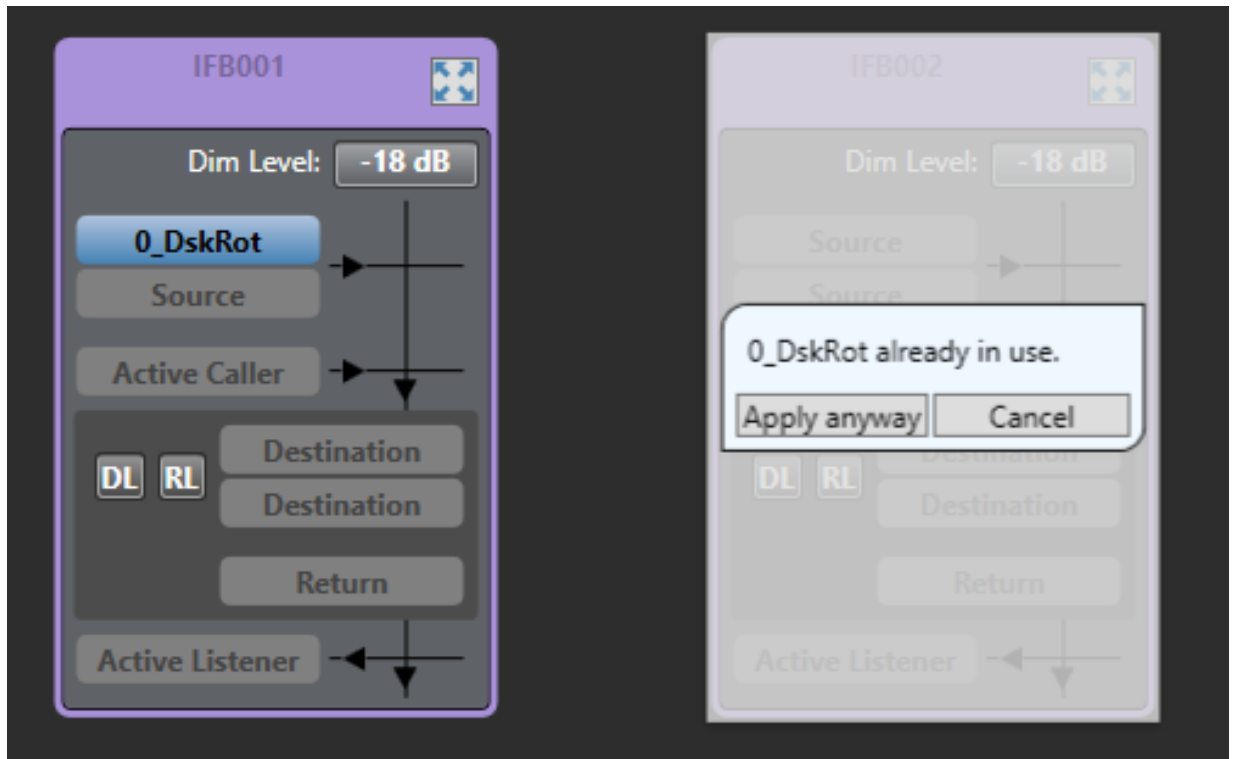 IFB001
Dim Level: -18 dB
0_DskRot
Source
Active Caller
DL RL
Destination
Destination
Return
Active Listener
IFB002
Dim Level: -18 dB
Source
Source
0_DskRot already in use.
Apply anyway Cancel
Destination
DL RL
Destination
Return
Active Listener